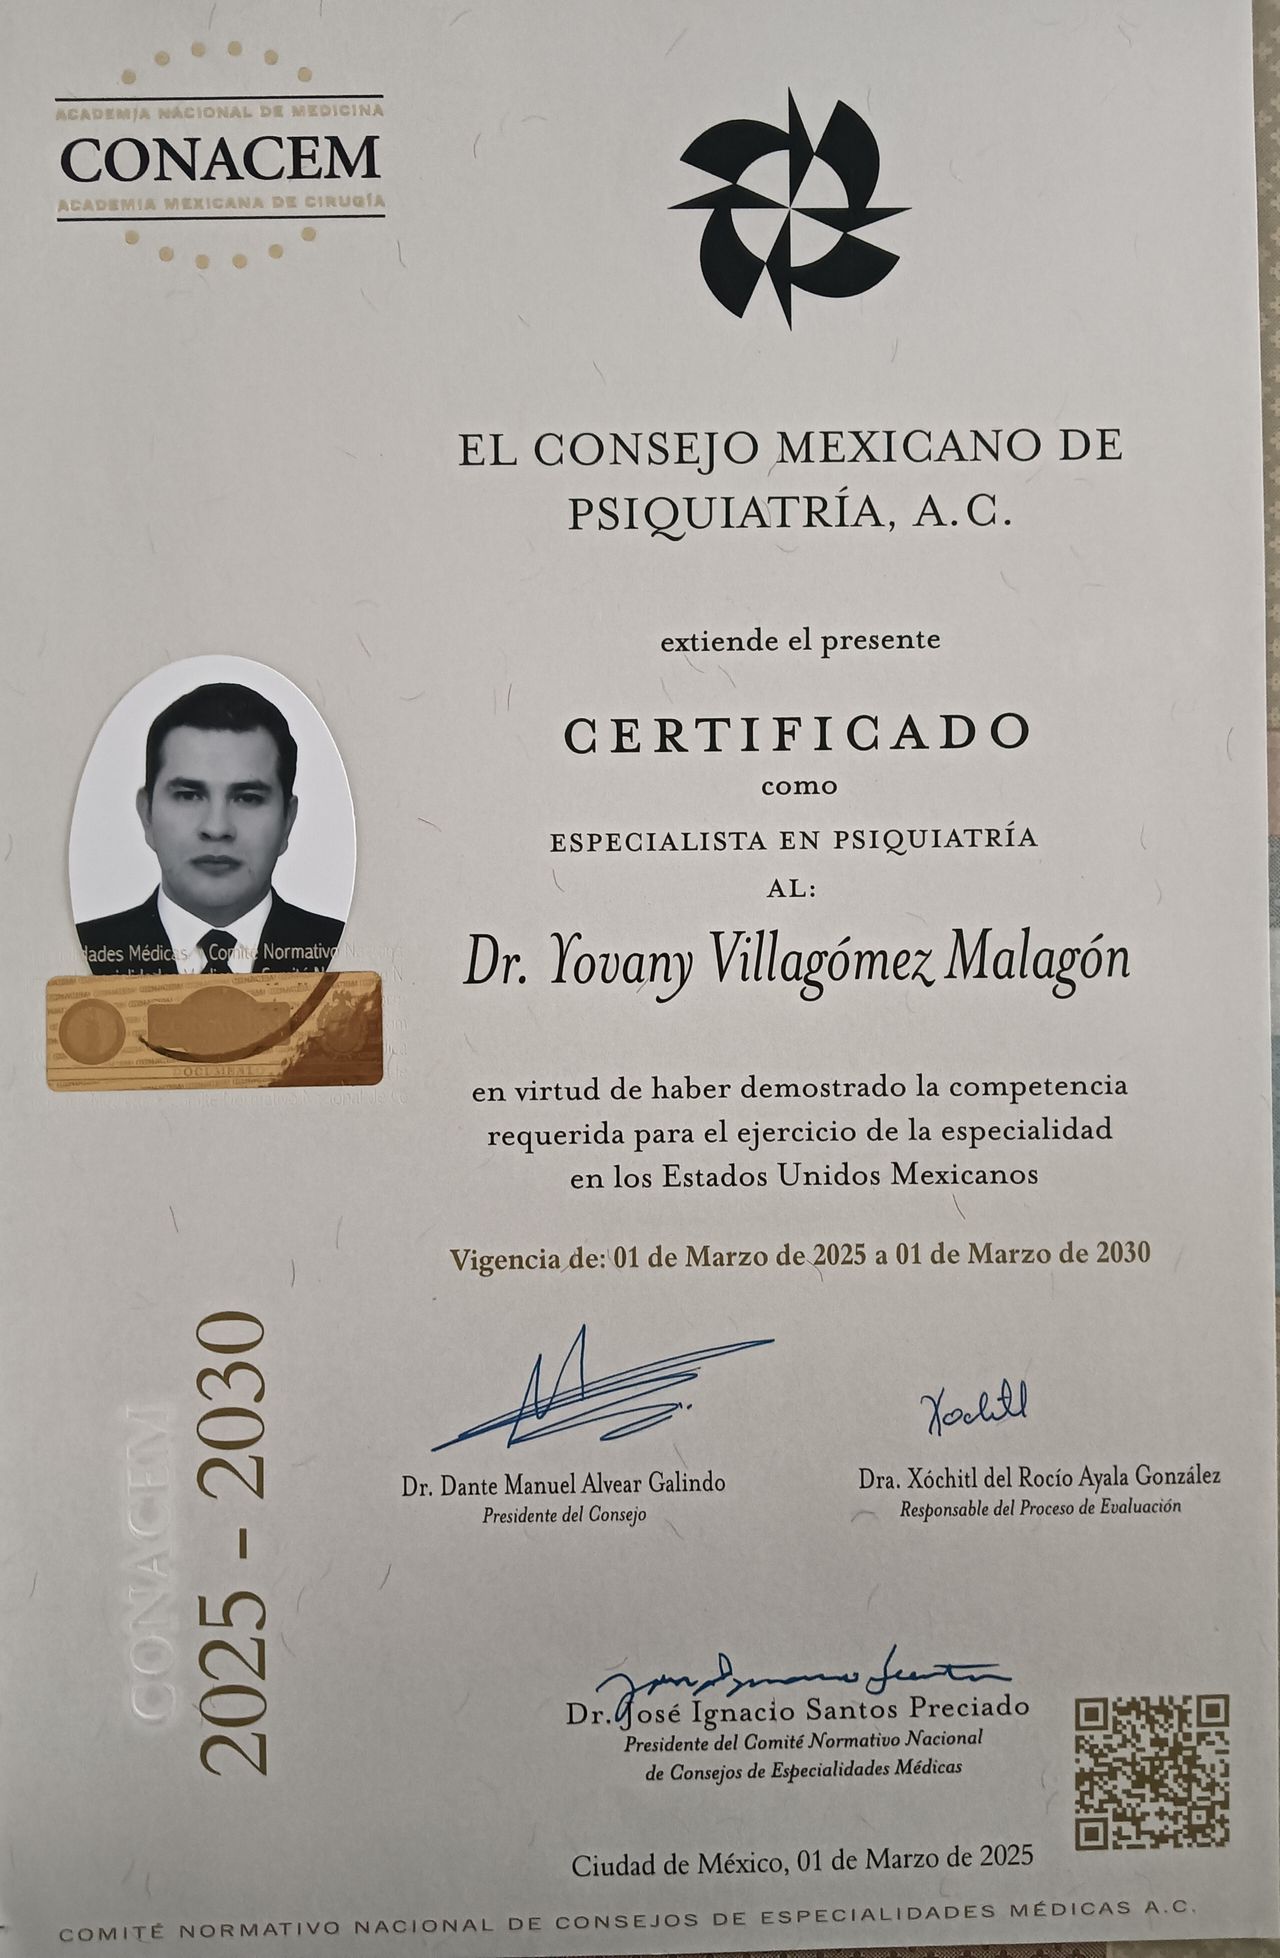 ACADEMIA NACIONAL DE MEDICINA
CONACEM
ACADEMIA MEXICANA DE CIRUGÍA
EL CONSEJO MEXICANO DE
PSIQUIATRÍA, A.C.
extiende el presente
CERTIFICADO
como
ESPECIALISTA EN PSIQUIATRÍA
AL:
Dr. Yovany Villagómez Malagón
dades Médicas
Comité Normativo
en virtud de haber demostrado la competencia
requerida para el ejercicio de la especialidad
en los Estados Unidos Mexicanos
Vigencia de: 01 de Marzo de 2025 a 01 de Marzo de 2030
CONACEM
2025 - 2030
Xochitl
Dr. Dante Manuel Alvear Galindo
Presidente del Consejo
Dra. Xóchitl del Rocío Ayala González
Responsable del Proceso de Evaluación
Dr. José Ignacio Santos Preciado
Presidente del Comité Normativo Nacional
de Consejos de Especialidades Médicas
Ciudad de México, 01 de Marzo de 2025
COMITÉ NORMATIVO NACIONAL DE CONSEJOS DE ESPECIALIDADES MÉDICAS A.C.